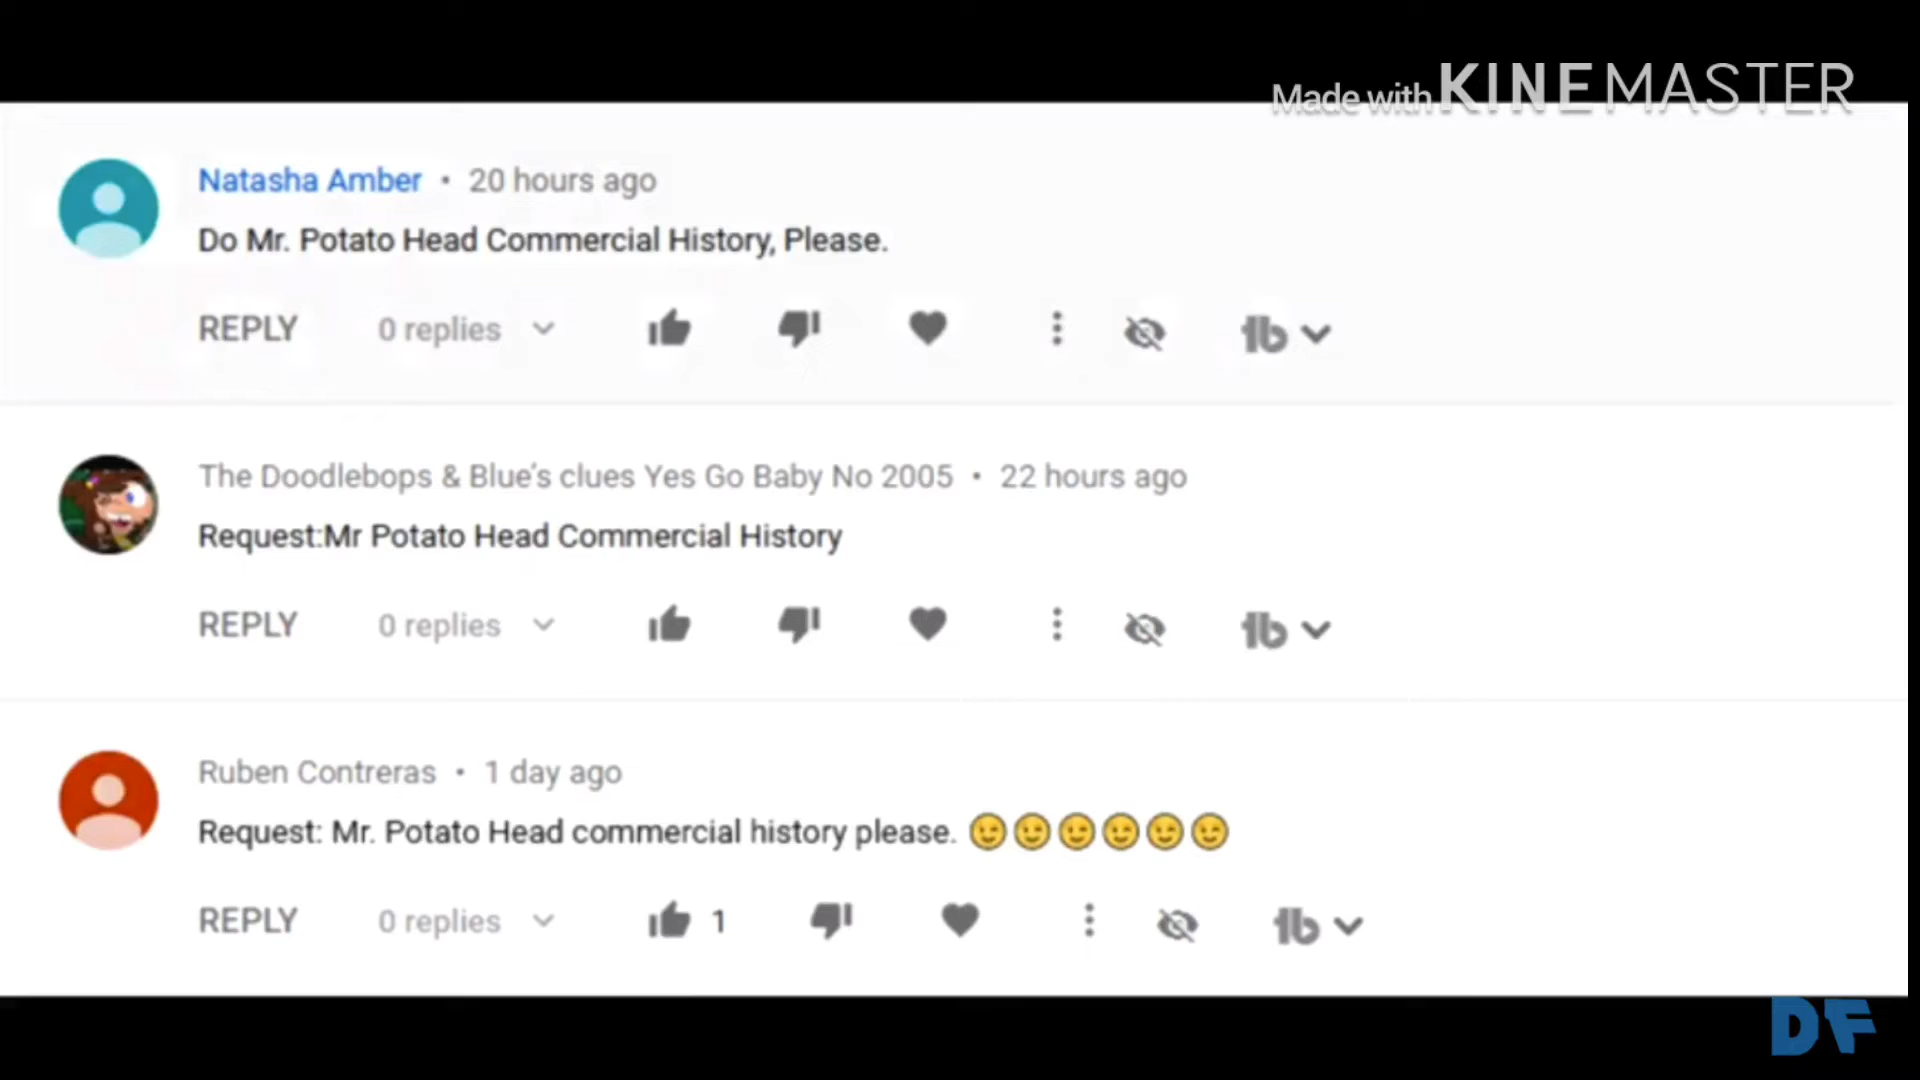 Made with KINEMASTER
Natasha Amber • 20 hours ago
Do Mr. Potato Head Commercial History, Please.
REPLY 0 replies
The Doodlebops & Blue's clues Yes Go Baby No 2005 • 22 hours ago
Request:Mr Potato Head Commercial History
REPLY 0 replies
Ruben Contreras • 1 day ago
Request: Mr. Potato Head commercial history please. 😉😉😉😉😉😉
REPLY 0 replies 1
DF